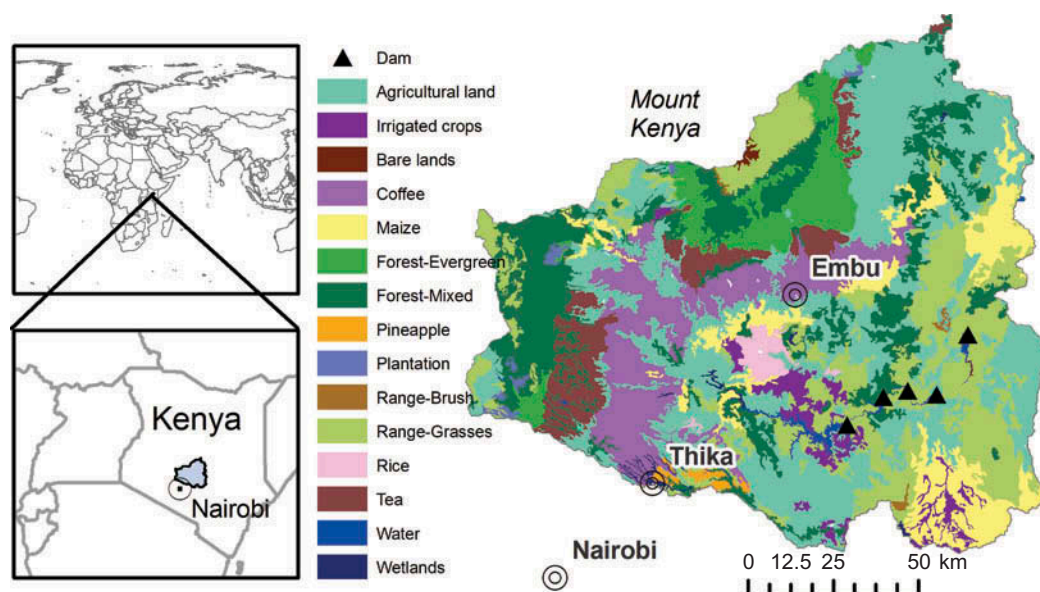 Kenya
Nairobi
Dam
Agricultural land
Irrigated crops
Bare lands
Coffee
Maize
Forest-Evergreen
Forest-Mixed
Pineapple
Plantation
Range-Brush
Range-Grasses
Rice
Tea
Water
Wetlands
Mount
Kenya
Embu
Thika
Nairobi
0 12.5 25 50 km